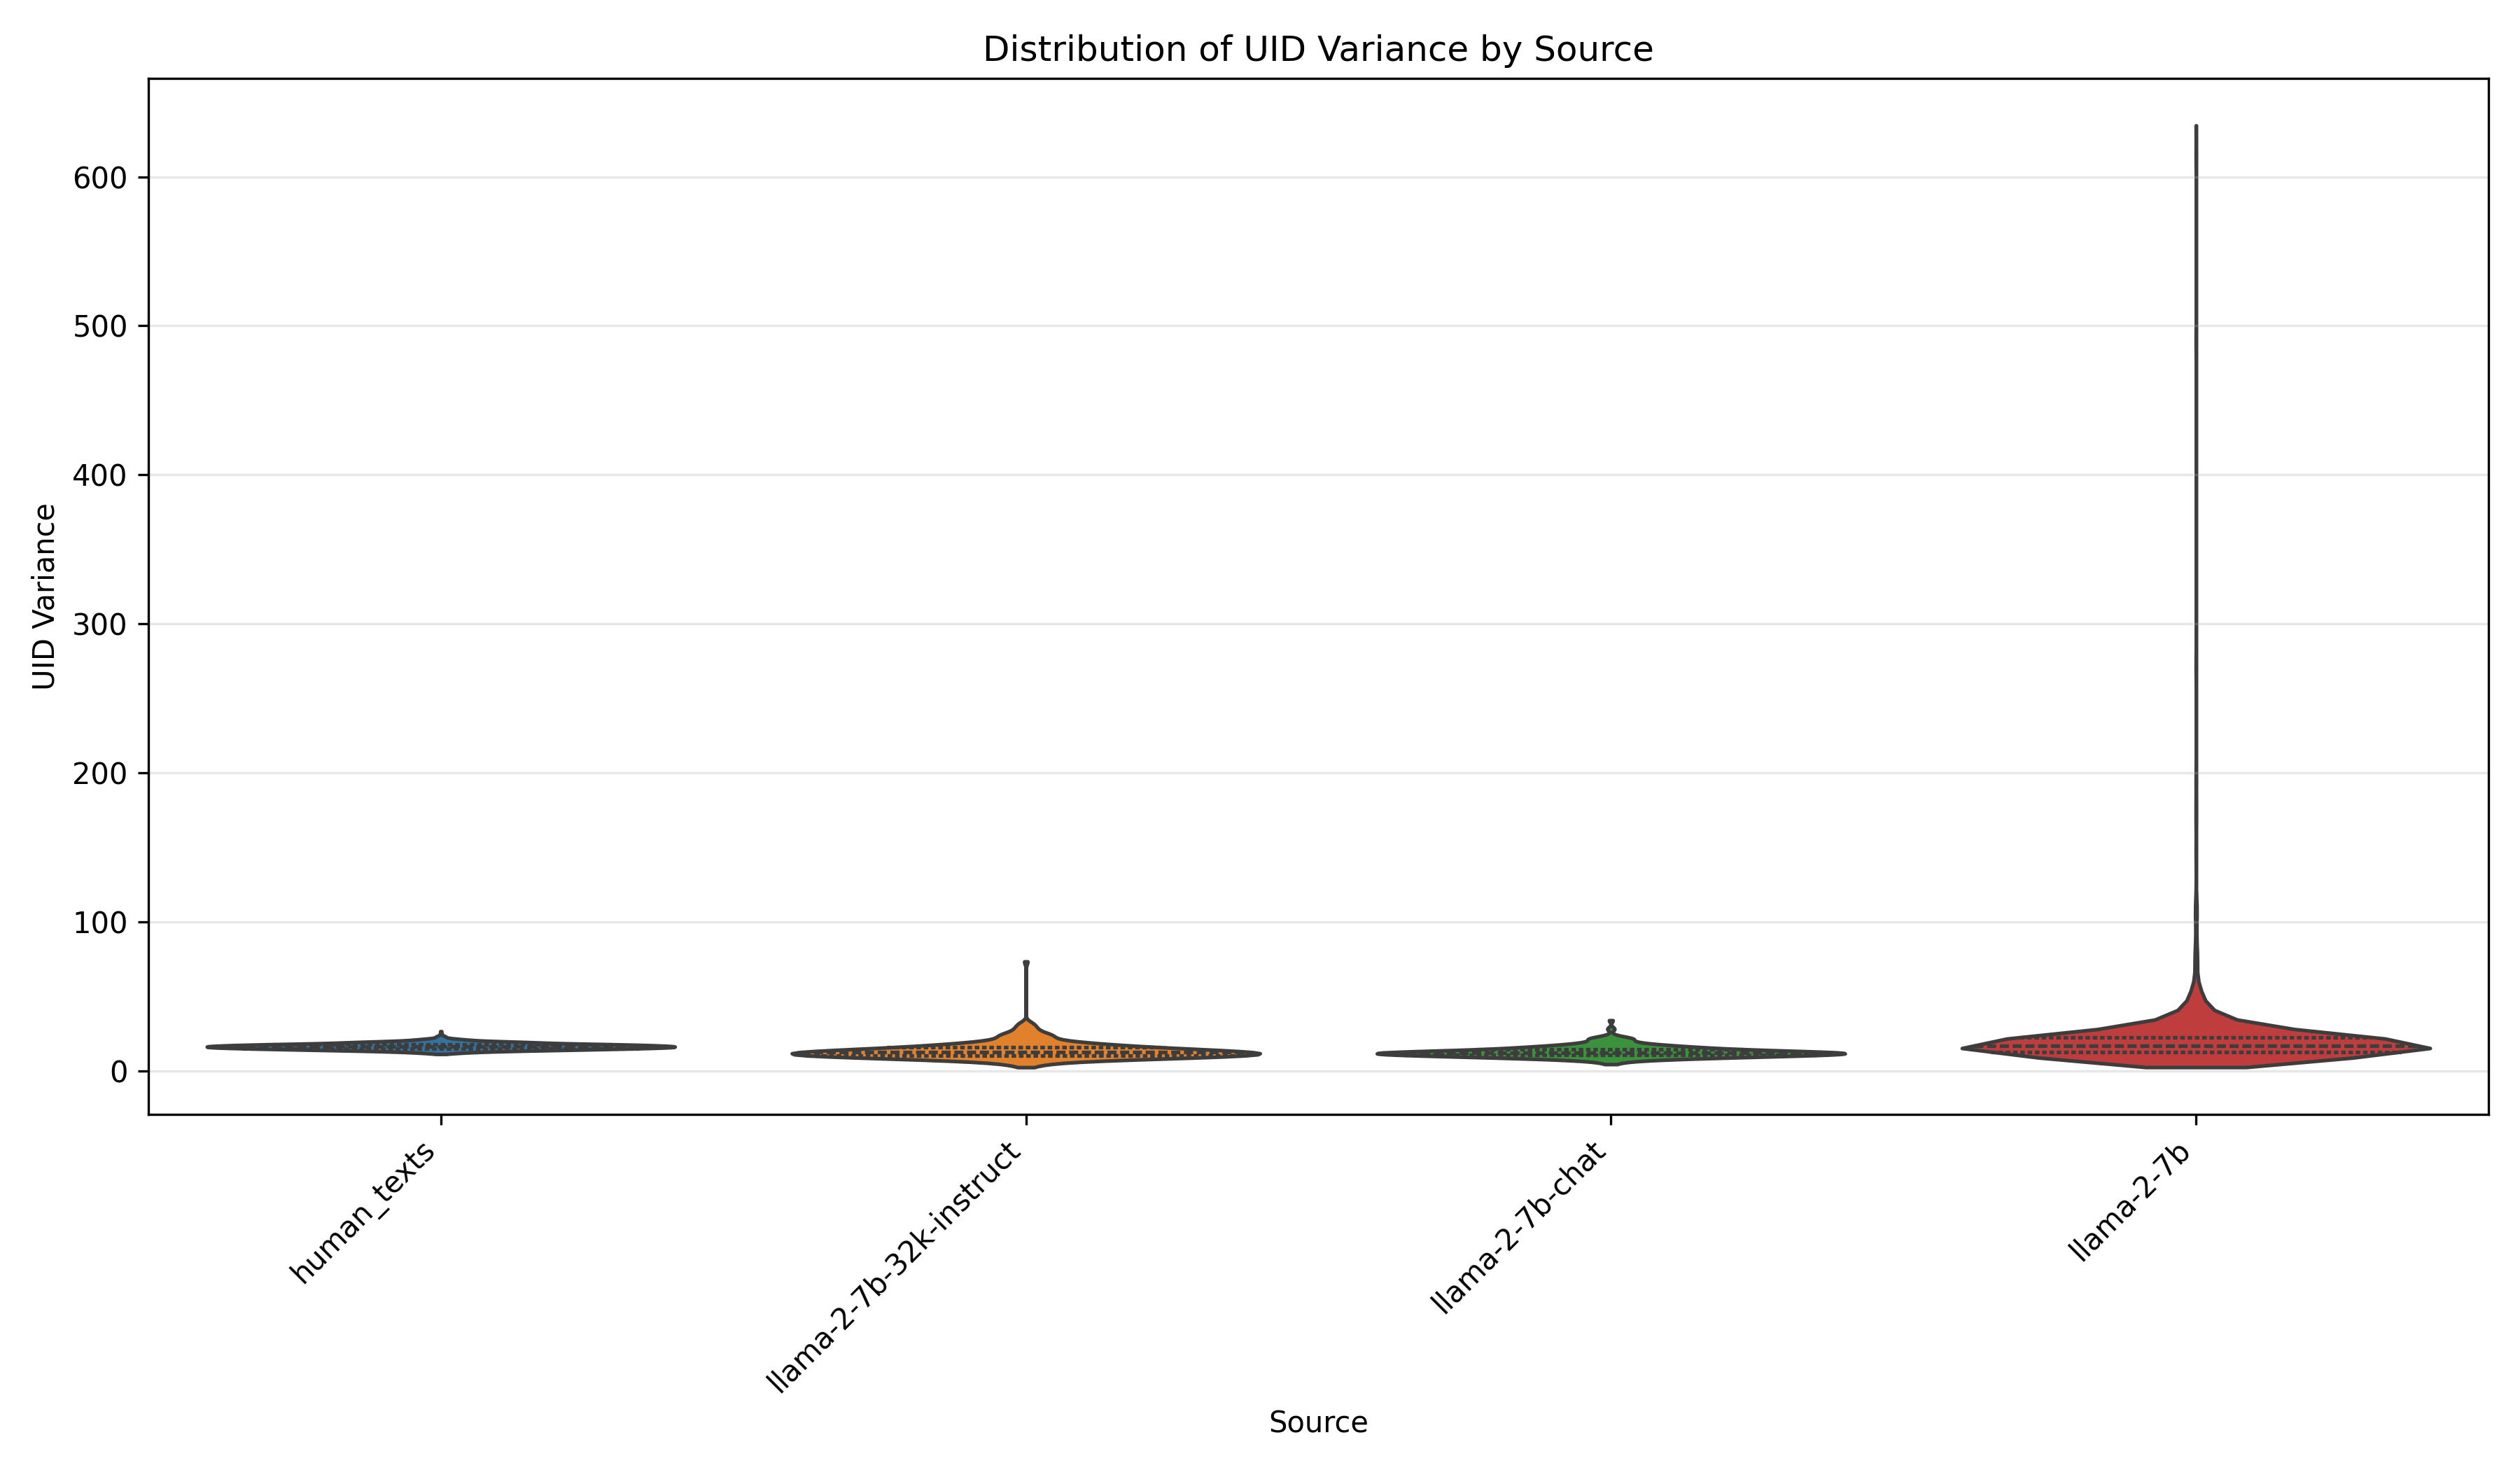 Distribution of UID Variance by Source
UID Variance
600
500
400
300
200
100
0
human_texts
llama-2-7b-32k-instruct
llama-2-7b-chat
llama-2-7b
Source